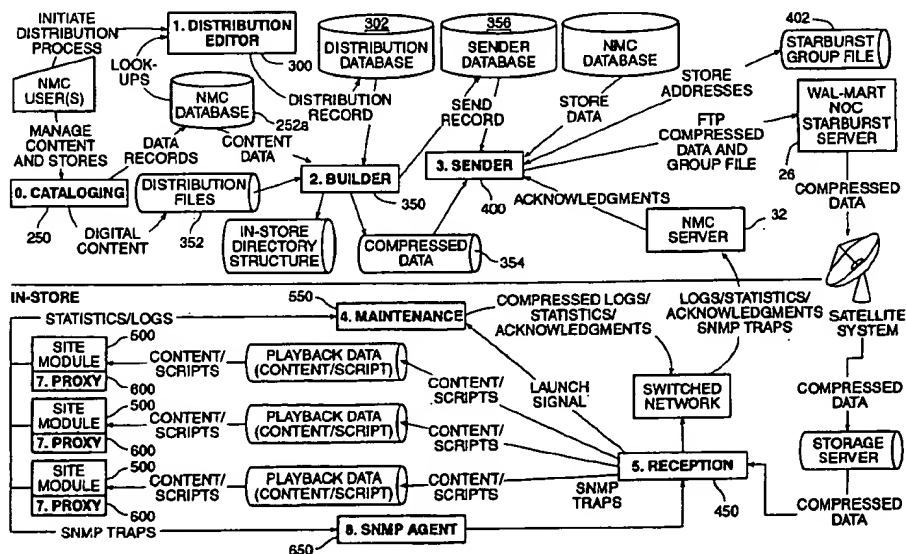 INITIATE
DISTRIBUTION
PROCESS
1. DISTRIBUTION
EDITOR
300
LOOK-
UPS
NMC
USER(S)
NMC
DATABASE
252a
MANAGE
CONTENT
AND STORES
DATA
RECORDS
CONTENT
DATA
DISTRIBUTION
RECORD
302
DISTRIBUTION
DATABASE
356
SENDER
DATABASE
NMC
DATABASE
402
STARBURST
GROUP FILE
STORE
ADDRESSES
SEND
RECORD
STORE
DATA
FTP
COMPRESSED
DATA AND
GROUP FILE
WAL-MART
NOC
STARBURST
SERVER
26
0. CATALOGING
250
DIGITAL
CONTENT
DISTRIBUTION
FILES
352
2. BUILDER
350
3. SENDER
400
ACKNOWLEDGMENTS
COMPRESSED
DATA
IN-STORE
DIRECTORY
STRUCTURE
COMPRESSED
DATA
354
NMC
SERVER
32
SATELLITE
SYSTEM
IN-STORE
STATISTICS/LOGS
550
4. MAINTENANCE
COMPRESSED LOGS/
STATISTICS/
ACKNOWLEDGMENTS
LOGS/STATISTICS/
ACKNOWLEDGMENTS
SNMP TRAPS
SITE
MODULE
500
7. PROXY
600
CONTENT/
SCRIPTS
PLAYBACK DATA
(CONTENT/SCRIPT)
CONTENT/
SCRIPTS
LAUNCH
SIGNAL
SWITCHED
NETWORK
COMPRESSED
DATA
SITE
MODULE
500
7. PROXY
600
CONTENT/
SCRIPTS
PLAYBACK DATA
(CONTENT/SCRIPT)
CONTENT/
SCRIPTS
STORAGE
SERVER
SITE
MODULE
500
7. PROXY
600
CONTENT/
SCRIPTS
PLAYBACK DATA
(CONTENT/SCRIPT)
CONTENT/
SCRIPTS
5. RECEPTION
450
SNMP
TRAPS
COMPRESSED
DATA
SNMP TRAPS
8. SNMP AGENT
650